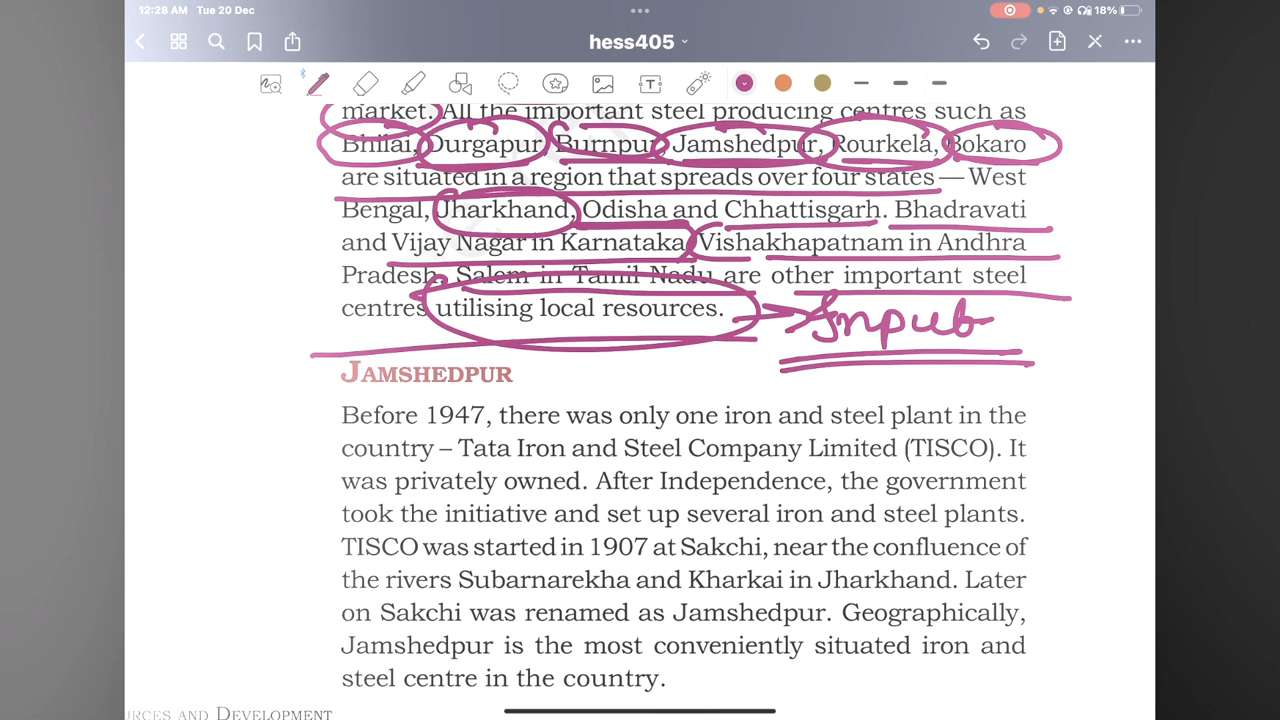 12:28 AM Tue 20 Dec
18%
hess405
T
market. All the important steel producing centres such as
Bhilai, Durgapur, Burnpur, Jamshedpur, Rourkela, Bokaro
are situated in a region that spreads over four states — West
Bengal, Jharkhand, Odisha and Chhattisgarh. Bhadravati
and Vijay Nagar in Karnataka, Vishakhapatnam in Andhra
Pradesh, Salem in Tamil Nadu are other important steel
centres utilising local resources.
Input
JAMSHEDPUR
Before 1947, there was only one iron and steel plant in the
country – Tata Iron and Steel Company Limited (TISCO). It
was privately owned. After Independence, the government
took the initiative and set up several iron and steel plants.
TISCO was started in 1907 at Sakchi, near the confluence of
the rivers Subarnarekha and Kharkai in Jharkhand. Later
on Sakchi was renamed as Jamshedpur. Geographically,
Jamshedpur is the most conveniently situated iron and
steel centre in the country.
URCES AND DEVELOPMENT